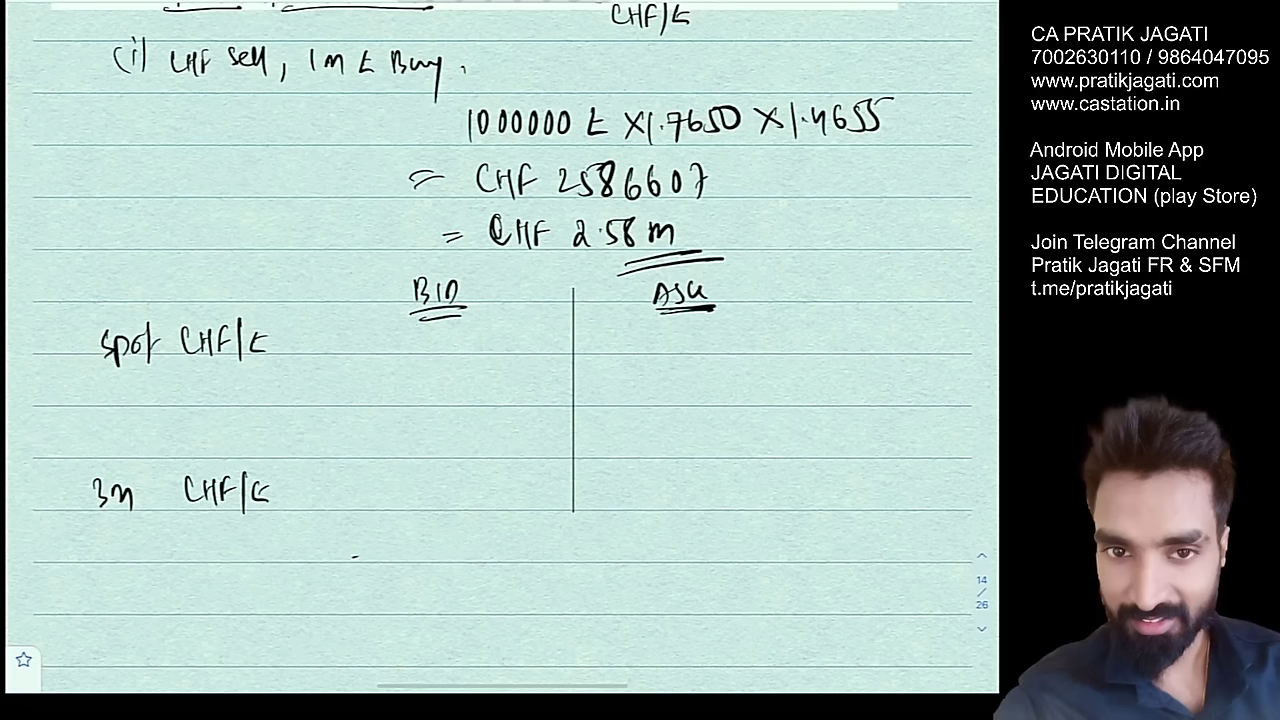 CHF/£
(i) CHF sell, 1m £ Buy.
1000000 £ X 1.7650 X 1.4655
= CHF 2586607
= CHF 2.58 m
BID ASK
spot CHF/£
3m CHF/£
14
/
26
CA PRATIK JAGATI
7002630110 / 9864047095
www.pratikjagati.com
www.castation.in
Android Mobile App
JAGATI DIGITAL
EDUCATION (play Store)
Join Telegram Channel
Pratik Jagati FR & SFM
t.me/pratikjagati